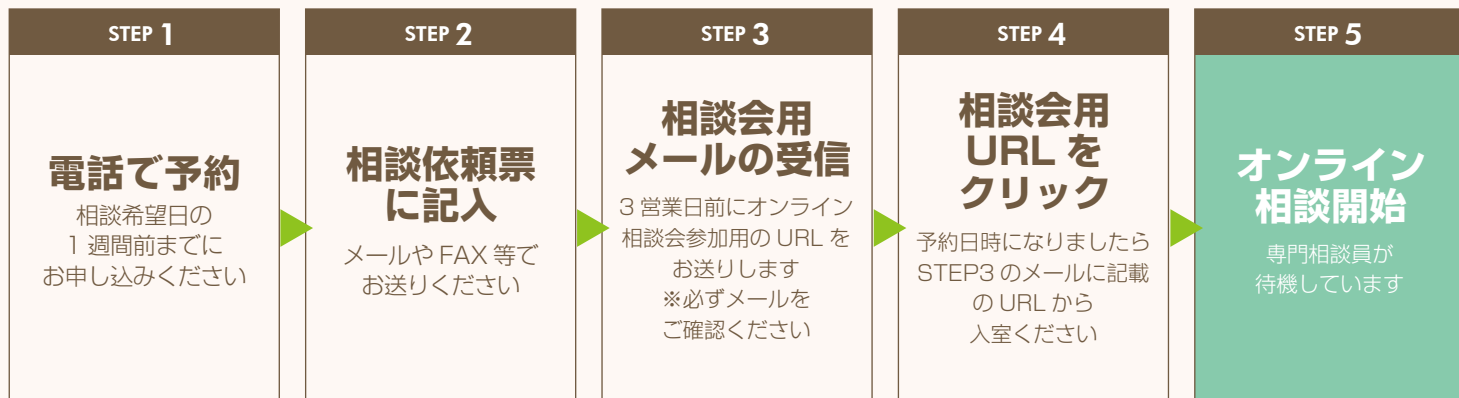 STEP 1
電話で予約
相談希望日の
1 週間前までに
お申し込みください
STEP 2
相談依頼票
に記入
メールや FAX 等で
お送りください
STEP 3
相談会用
メールの受信
3 営業日前にオンライン
相談会参加用の URL を
お送りします
※必ずメールを
ご確認ください
STEP 4
相談会用
URL を
クリック
予約日時になりましたら
STEP3 のメールに記載
の URL から
入室ください
STEP 5
オンライン
相談開始
専門相談員が
待機しています